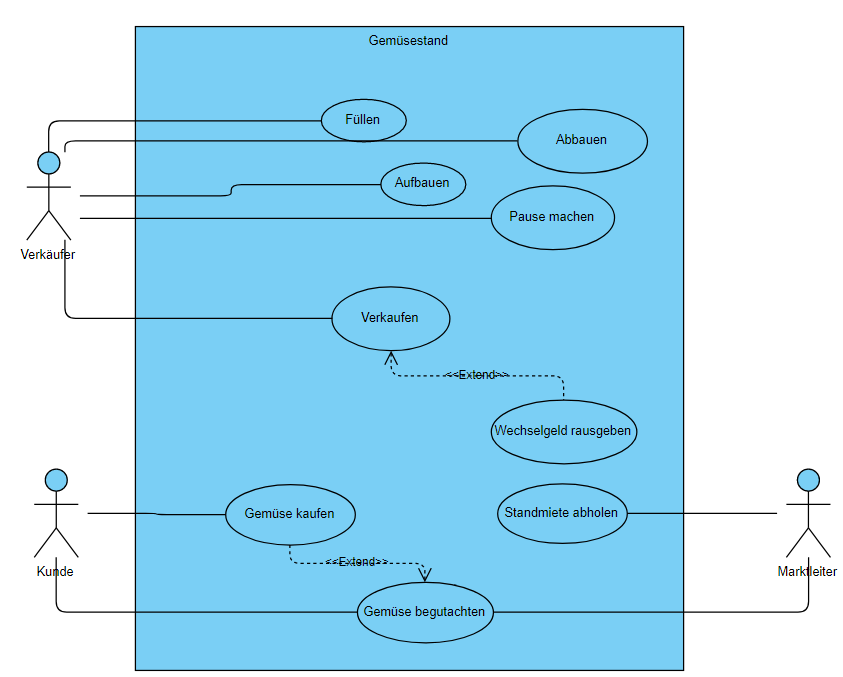 Gemüsestand
Füllen
Abbauen
Aufbauen
Pause machen
Verkäufer
Verkaufen
<<Extend>>
Wechselgeld rausgeben
Gemüse kaufen
Standmiete abholen
<<Extend>>
Kunde
Marktleiter
Gemüse begutachten